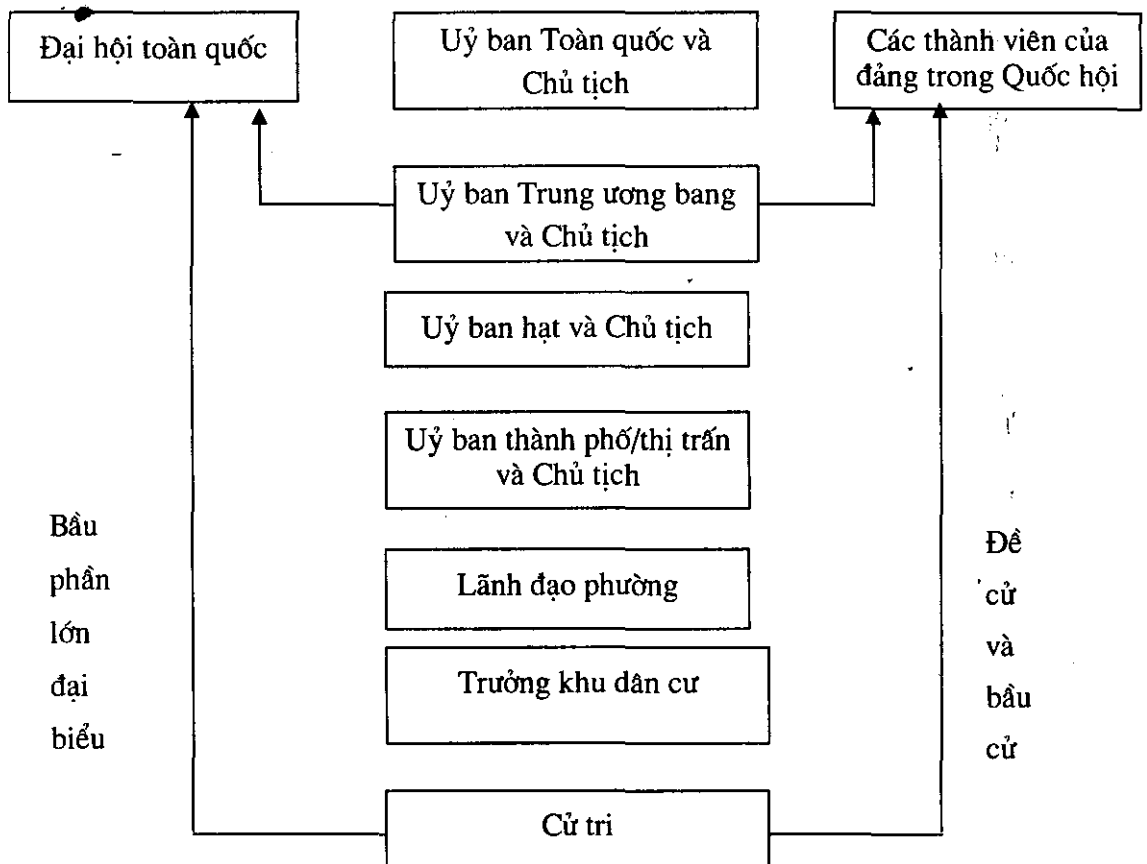 Đại hội toàn quốc
Uỷ ban Toàn quốc và
Chủ tịch
Các thành viên của
đảng trong Quốc hội
Uỷ ban Trung ương bang
và Chủ tịch
Uỷ ban hạt và Chủ tịch
Uỷ ban thành phố/thị trấn
và Chủ tịch
Lãnh đạo phường
Trưởng khu dân cư
Cử tri
Bầu
phần
lớn
đại
biểu
Đề
cử
và
bầu
cử